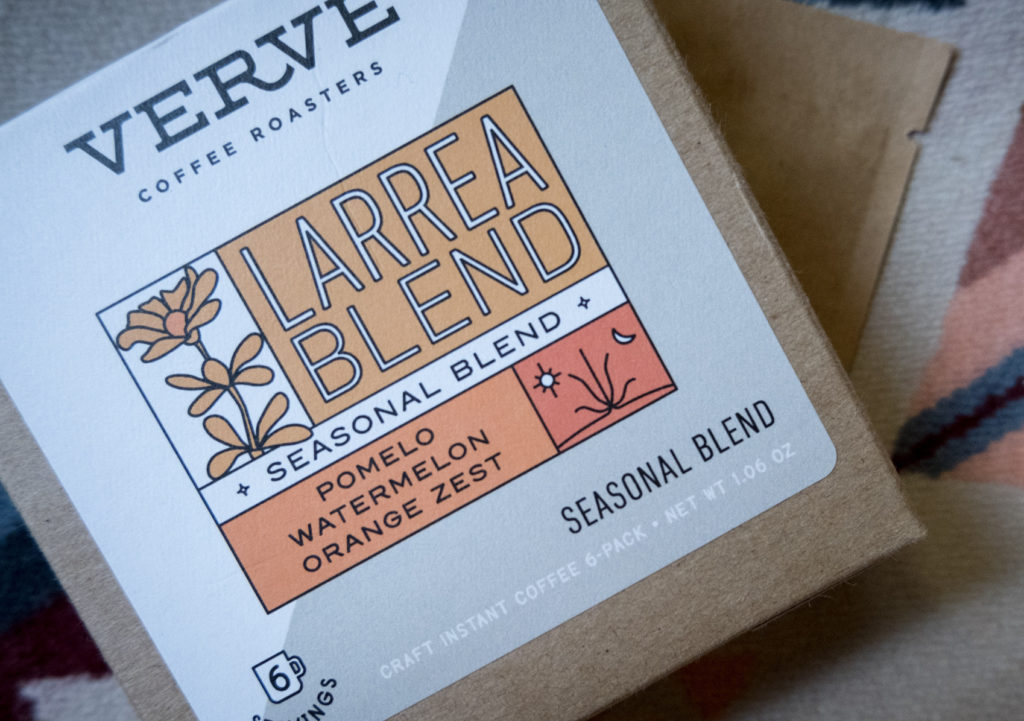 VERVE
COFFEE ROASTERS
LARREA
BLEND
SEASONAL BLEND
POMELO
WATERMELON
ORANGE ZEST
SEASONAL BLEND
CRAFT INSTANT COFFEE 6-PACK • NET WT 1.06 OZ
6